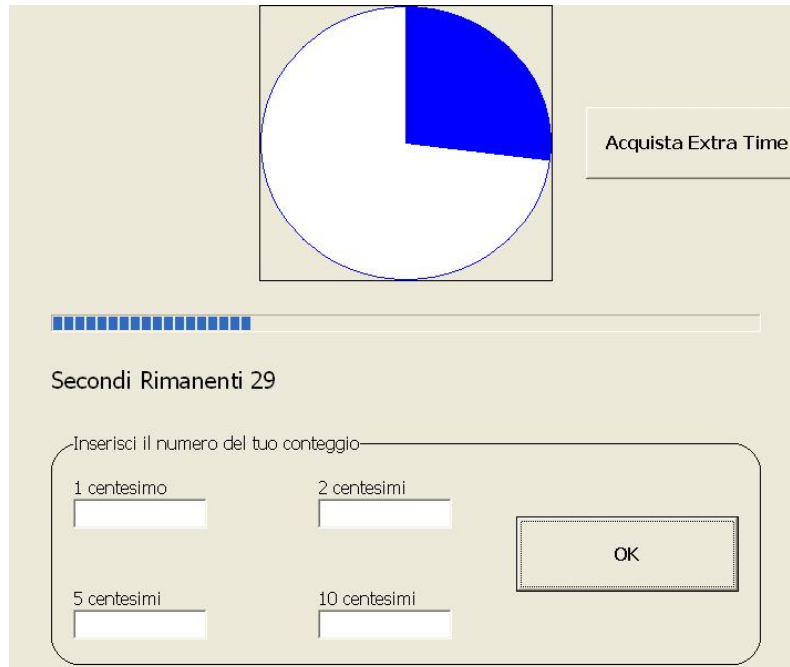 Acquista Extra Time
Secondi Rimanenti 29
Inserisci il numero del tuo conteggio
1 centesimo
2 centesimi
OK
5 centesimi
10 centesimi